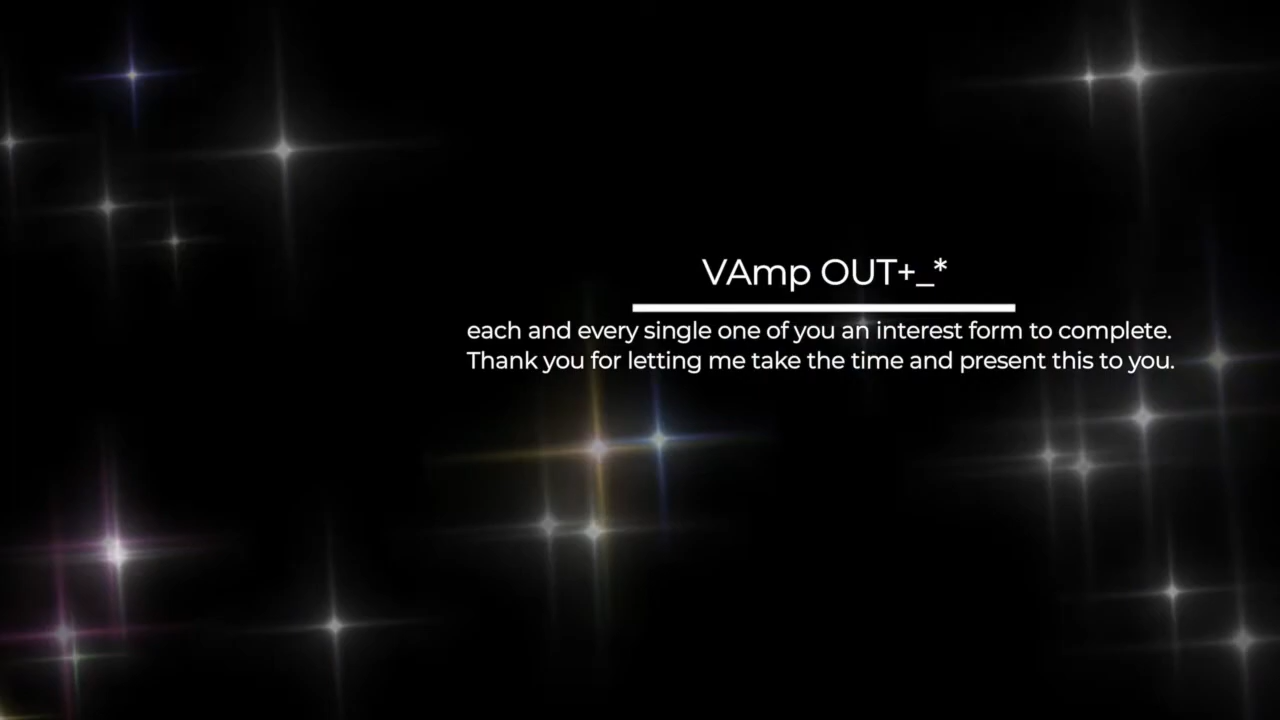 VAmp OUT+_*
each and every single one of you an interest form to complete.
Thank you for letting me take the time and present this to you.